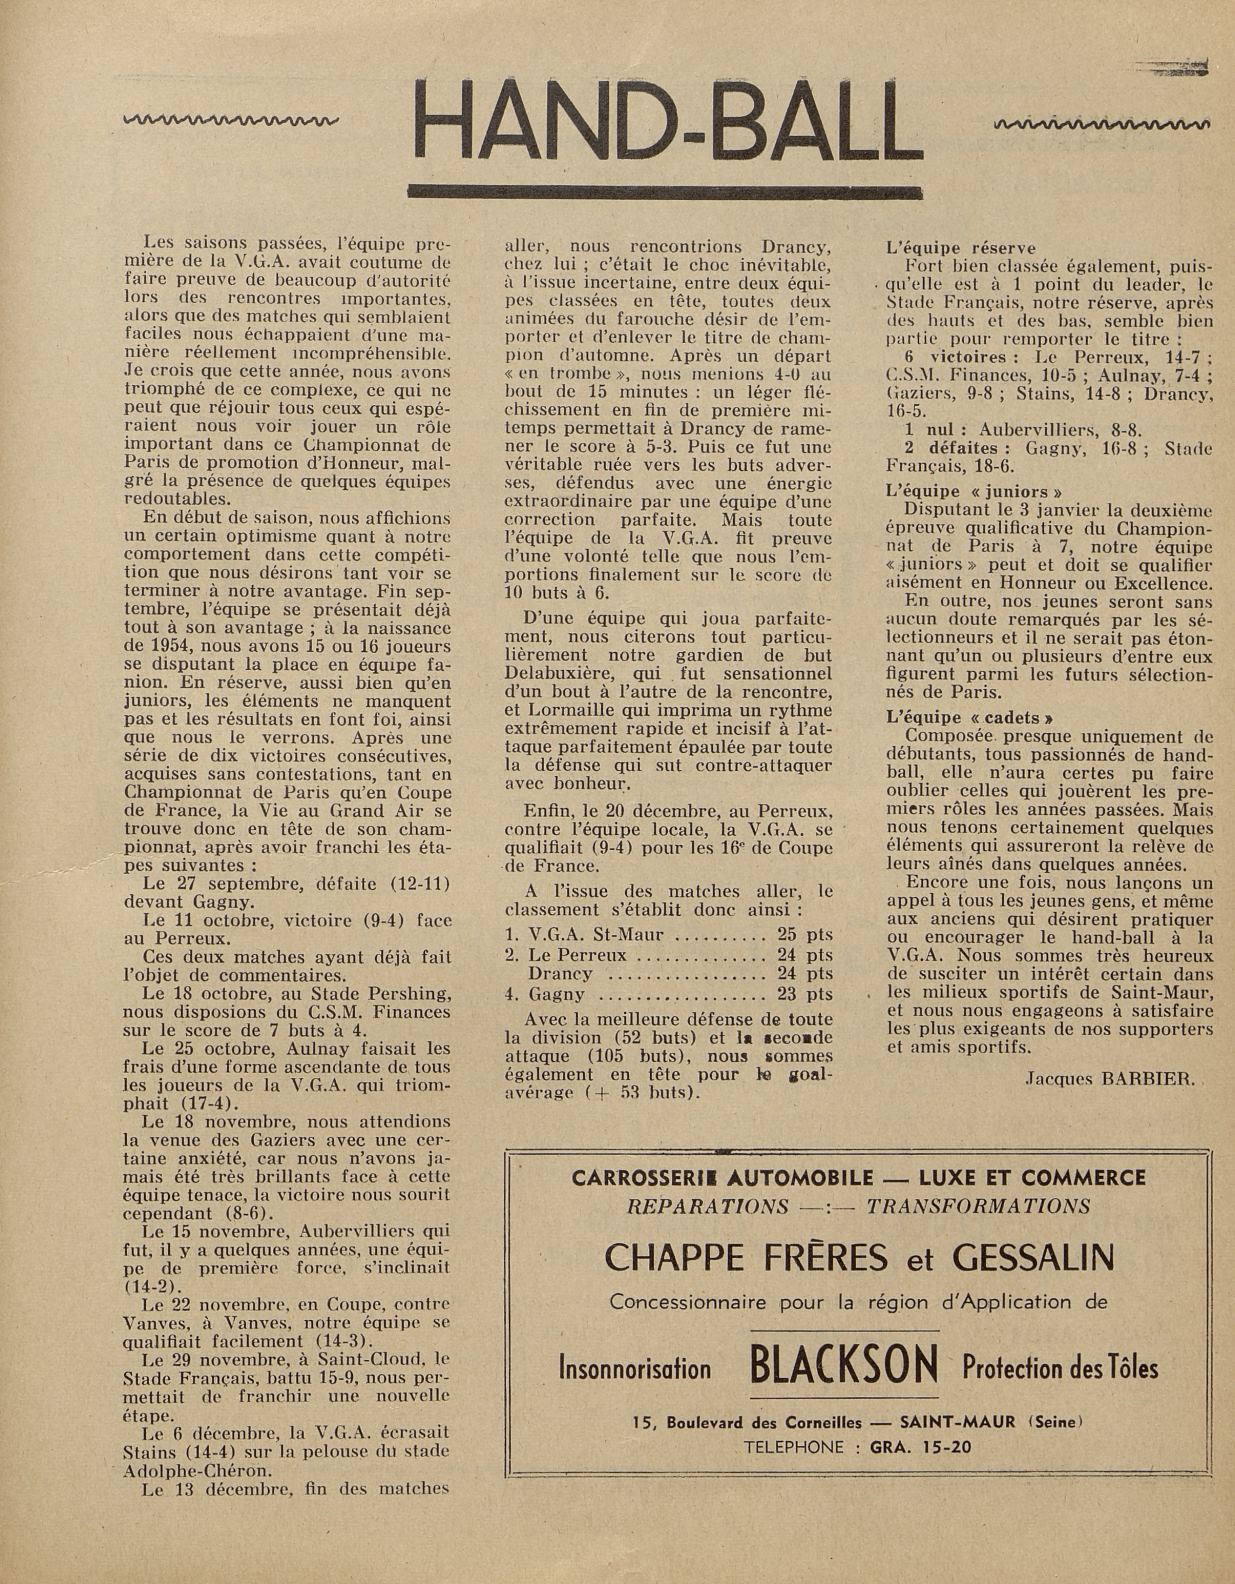 HAND-BALL
Les saisons passées, l'équipe pre-
mière de la V.G.A. avait coutume de
faire preuve de beaucoup d'autorité
lors des rencontres importantes,
alors que des matches qui semblaient
faciles nous échappaient d'une ma-
nière réellement incompréhensible.
Je crois que cette année, nous avons
triomphé de ce complexe, ce qui ne
peut que réjouir tous ceux qui espé-
raient nous voir jouer un rôle
important dans ce Championnat de
Paris de promotion d'Honneur, mal-
gré la présence de quelques équipes
redoutables.
En début de saison, nous affichions
un certain optimisme quant à notre
comportement dans cette compéti-
tion que nous désirons tant voir se
terminer à notre avantage. Fin sep-
tembre, l'équipe se présentait déjà
tout à son avantage ; à la naissance
de 1954, nous avons 15 ou 16 joueurs
se disputant la place en équipe fa-
nion. En réserve, aussi bien qu'en
juniors, les éléments ne manquent
pas et les résultats en font foi, ainsi
que nous le verrons. Après une
série de dix victoires consécutives,
acquises sans contestations, tant en
Championnat de Paris qu'en Coupe
de France, la Vie au Grand Air se
trouve donc en tête de son cham-
pionnat, après avoir franchi les éta-
pes suivantes :
Le 27 septembre, défaite (12-11)
devant Gagny.
Le 11 octobre, victoire (9-4) face
au Perreux.
Ces deux matches ayant déjà fait
l'objet de commentaires.
Le 18 octobre, au Stade Pershing,
nous disposions du C.S.M. Finances
sur le score de 7 buts à 4.
Le 25 octobre, Aulnay faisait les
frais d'une forme ascendante de tous
les joueurs de la V.G.A. qui triom-
phait (17-4).
Le 18 novembre, nous attendions
la venue des Gaziers avec une cer-
taine anxiété, car nous n'avons ja-
mais été très brillants face à cette
équipe tenace, la victoire nous sourit
cependant (8-6).
Le 15 novembre, Aubervilliers qui
fut, il y a quelques années, une équi-
pe de première force, s'inclinait
(14-2).
Le 22 novembre, en Coupe, contre
Vanves, à Vanves, notre équipe se
qualifiait facilement (14-3).
Le 29 novembre, à Saint-Cloud, le
Stade Français, battu 15-9, nous per-
mettait de franchir une nouvelle
étape.
Le 6 décembre, la V.G.A. écrasait
Stains (14-4) sur la pelouse du stade
Adolphe-Chéron.
Le 13 décembre, fin des matches
aller, nous rencontrions Drancy,
chez lui ; c'était le choc inévitable,
à l'issue incertaine, entre deux équi-
pes classées en tête, toutes deux
animées du farouche désir de l'em-
porter et d'enlever le titre de cham-
pion d'automne. Après un départ
« en trombe », nous menions 4-0 au
bout de 15 minutes : un léger flé-
chissement en fin de première mi-
temps permettait à Drancy de rame-
ner le score à 5-3. Puis ce fut une
véritable ruée vers les buts adver-
ses, défendus avec une énergie
extraordinaire par une équipe d'une
correction parfaite. Mais toute
l'équipe de la V.G.A. fit preuve
d'une volonté telle que nous l'em-
portions finalement sur le score de
10 buts à 6.
D'une équipe qui joua parfaite-
ment, nous citerons tout particu-
lièrement notre gardien de but
Delabuxière, qui fut sensationnel
d'un bout à l'autre de la rencontre,
et Lormaille qui imprima un rythme
extrêmement rapide et incisif à l'at-
taque parfaitement épaulée par toute
la défense qui sut contre-attaquer
avec bonheur.
Enfin, le 20 décembre, au Perreux,
contre l'équipe locale, la V.G.A. se
qualifiait (9-4) pour les 16e de Coupe
de France.
A l'issue des matches aller, le
classement s'établit donc ainsi :
1. V.G.A. St-Maur .......... 25 pts
2. Le Perreux ............. 24 pts
Drancy ................ 24 pts
4. Gagny ................. 23 pts
Avec la meilleure défense de toute
la division (52 buts) et la seconde
attaque (105 buts), nous sommes
également en tête pour le goal-
avérage (+ 53 buts).
L'équipe réserve
Fort bien classée également, puis-
qu'elle est à 1 point du leader, le
Stade Français, notre réserve, après
des hauts et des bas, semble bien
partie pour remporter le titre :
6 victoires : Le Perreux, 14-7 ;
C.S.M. Finances, 10-5 ; Aulnay, 7-4 ;
Gaziers, 9-8 ; Stains, 14-8 ; Drancy,
16-5.
1 nul : Aubervilliers, 8-8.
2 défaites : Gagny, 16-8 ; Stade
Français, 18-6.
L'équipe « juniors »
Disputant le 3 janvier la deuxième
épreuve qualificative du Champion-
nat de Paris à 7, notre équipe
« juniors » peut et doit se qualifier
aisément en Honneur ou Excellence.
En outre, nos jeunes seront sans
aucun doute remarqués par les sé-
lectionneurs et il ne serait pas éton-
nant qu'un ou plusieurs d'entre eux
figurent parmi les futurs sélection-
nés de Paris.
L'équipe « cadets »
Composée presque uniquement de
débutants, tous passionnés de hand-
ball, elle n'aura certes pu faire
oublier celles qui jouèrent les pre-
miers rôles les années passées. Mais
nous tenons certainement quelques
éléments qui assureront la relève de
leurs aînés dans quelques années.
Encore une fois, nous lançons un
appel à tous les jeunes gens, et même
aux anciens qui désirent pratiquer
ou encourager le hand-ball à la
V.G.A. Nous sommes très heureux
de susciter un intérêt certain dans
les milieux sportifs de Saint-Maur,
et nous nous engageons à satisfaire
les plus exigeants de nos supporters
et amis sportifs.
Jacques BARBIER.
CARROSSERIE AUTOMOBILE — LUXE ET COMMERCE
REPARATIONS —:— TRANSFORMATIONS
CHAPPE FRÈRES et GESSALIN
Concessionnaire pour la région d'Application de
Insonnorisation BLACKSON Protection des Tôles
15, Boulevard des Corneilles — SAINT-MAUR (Seine)
TELEPHONE : GRA. 15-20